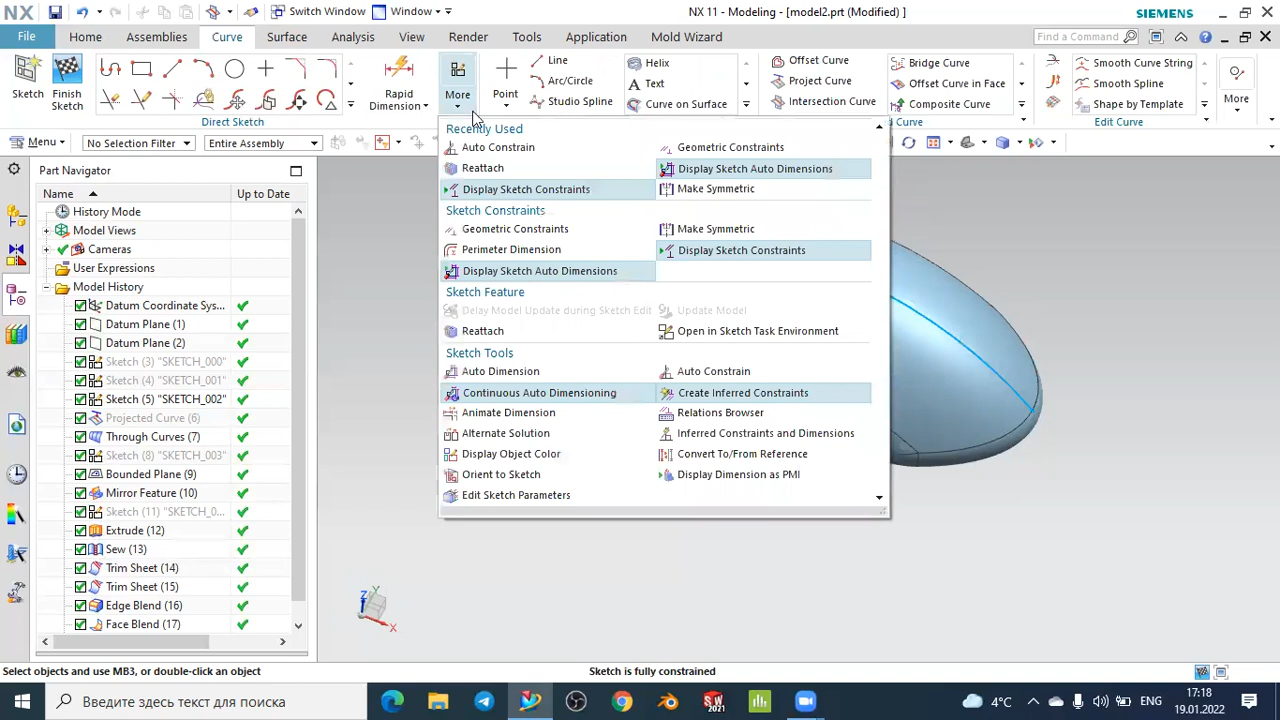 NX Switch Window Window NX 11 - Modeling - [model2.prt (Modified) ] SIEMENS
File Home Assemblies Curve Surface Analysis View Render Tools Application Mold Wizard Find a Command
Sketch
Finish Sketch
Direct Sketch
Rapid Dimension
More
Point
Line
Arc/Circle
Studio Spline
Helix
Text
Curve on Surface
Offset Curve
Project Curve
Intersection Curve
Bridge Curve
Offset Curve in Face
Composite Curve
d Curve
Smooth Curve String
Smooth Spline
Shape by Template
Edit Curve
More
Menu No Selection Filter Entire Assembly
Part Navigator
Name Up to Date
History Mode
Model Views
Cameras
User Expressions
Model History
Datum Coordinate Sys...
Datum Plane (1)
Datum Plane (2)
Sketch (3) "SKETCH_000"
Sketch (4) "SKETCH_001"
Sketch (5) "SKETCH_002"
Projected Curve (6)
Through Curves (7)
Sketch (8) "SKETCH_003"
Bounded Plane (9)
Mirror Feature (10)
Sketch (11) "SKETCH_0...
Extrude (12)
Sew (13)
Trim Sheet (14)
Trim Sheet (15)
Edge Blend (16)
Face Blend (17)
Recently Used
Auto Constrain Geometric Constraints
Reattach Display Sketch Auto Dimensions
Display Sketch Constraints Make Symmetric
Sketch Constraints
Geometric Constraints Make Symmetric
Perimeter Dimension Display Sketch Constraints
Display Sketch Auto Dimensions
Sketch Feature
Delay Model Update during Sketch Edit Update Model
Reattach Open in Sketch Task Environment
Sketch Tools
Auto Dimension Auto Constrain
Continuous Auto Dimensioning Create Inferred Constraints
Animate Dimension Relations Browser
Alternate Solution Inferred Constraints and Dimensions
Display Object Color Convert To/From Reference
Orient to Sketch Display Dimension as PMI
Edit Sketch Parameters
Z Y X
Select objects and use MB3, or double-click an object Sketch is fully constrained
Введите здесь текст для поиска
SW 2021
4°C ENG
17:18
19.01.2022